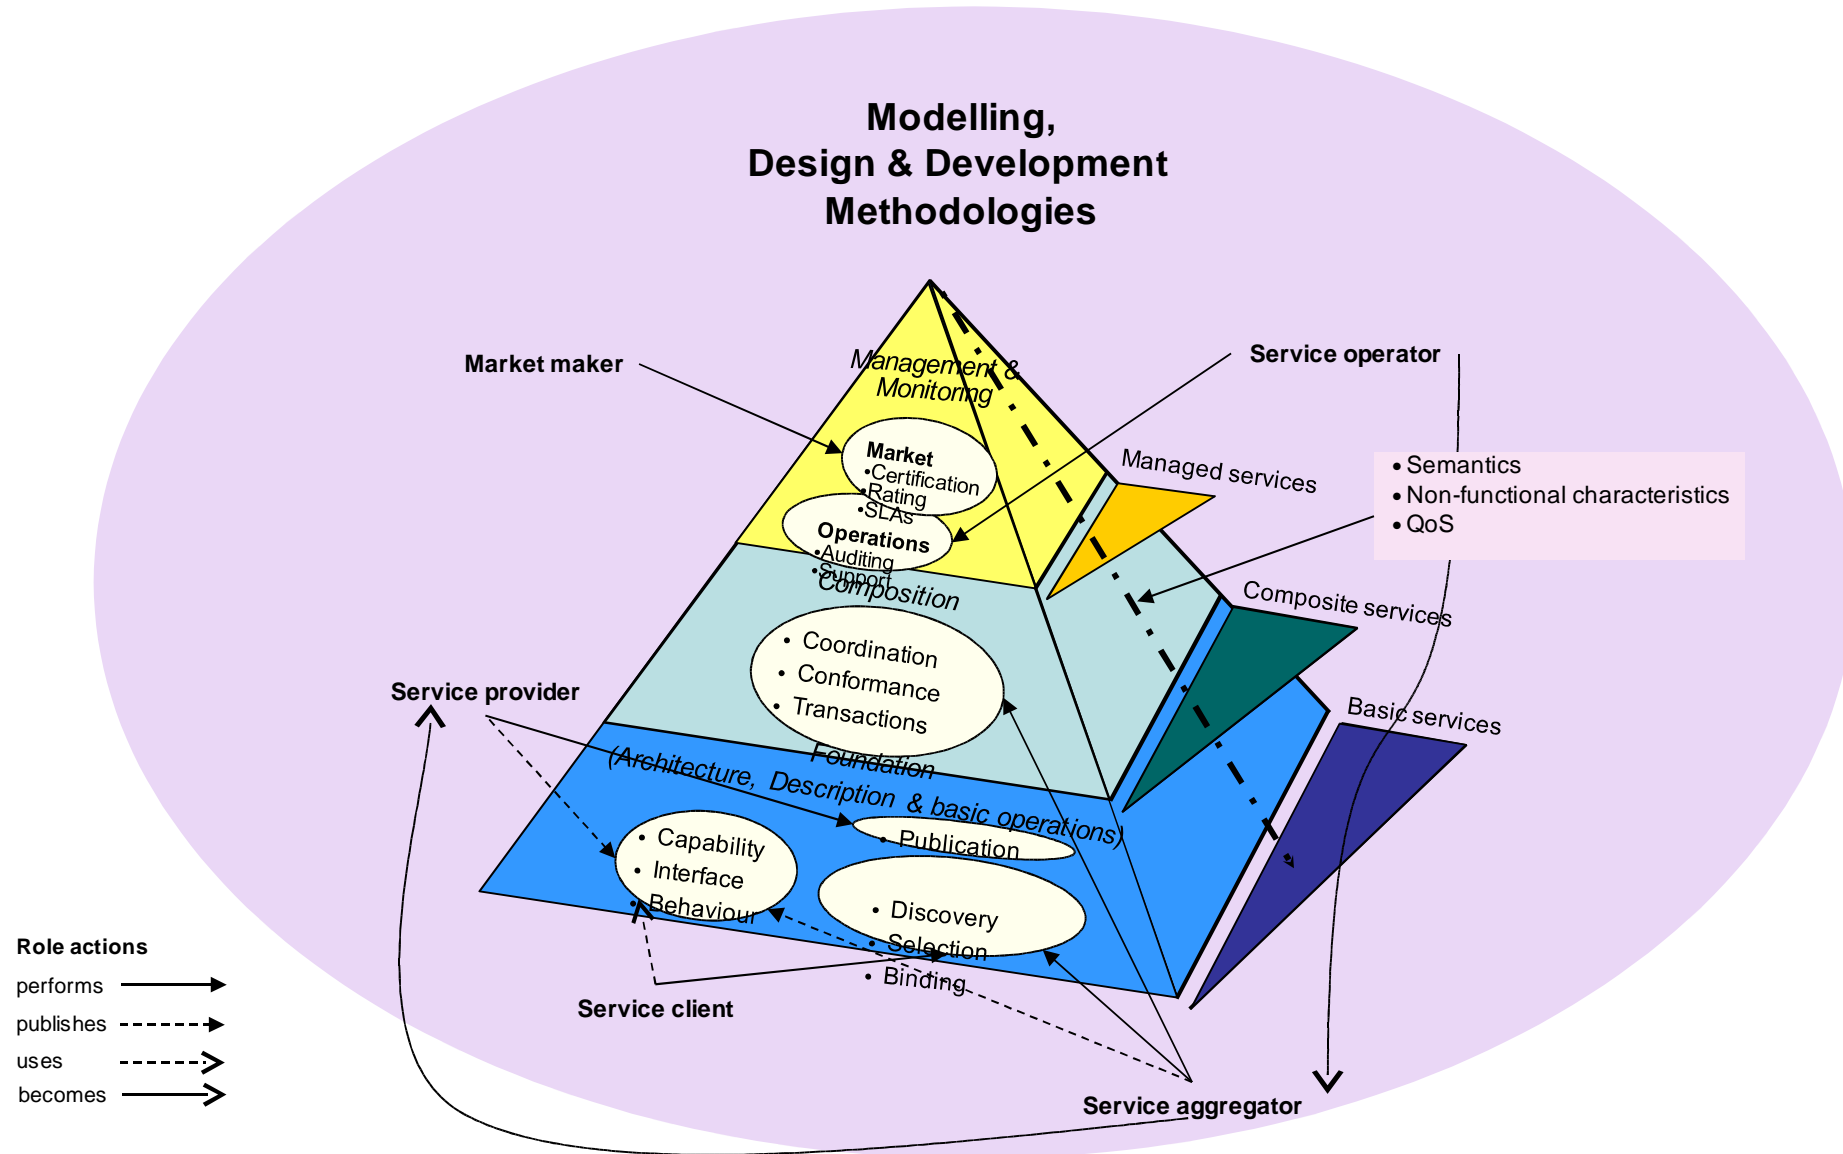 Modelling,
Design & Development
Methodologies
Market maker
Service operator
Management &
Monitoring
Market
•Certification
•Rating
•SLAs
Operations
•Auditing
•Support
Managed services
• Semantics
• Non-functional characteristics
• QoS
Composition
• Coordination
• Conformance
• Transactions
Composite services
Service provider
Basic services
Foundation
(Architecture, Description & basic operations)
• Publication
• Capability
• Interface
• Behaviour
• Discovery
• Selection
• Binding
Service client
Service aggregator
Role actions
performs
publishes
uses
becomes